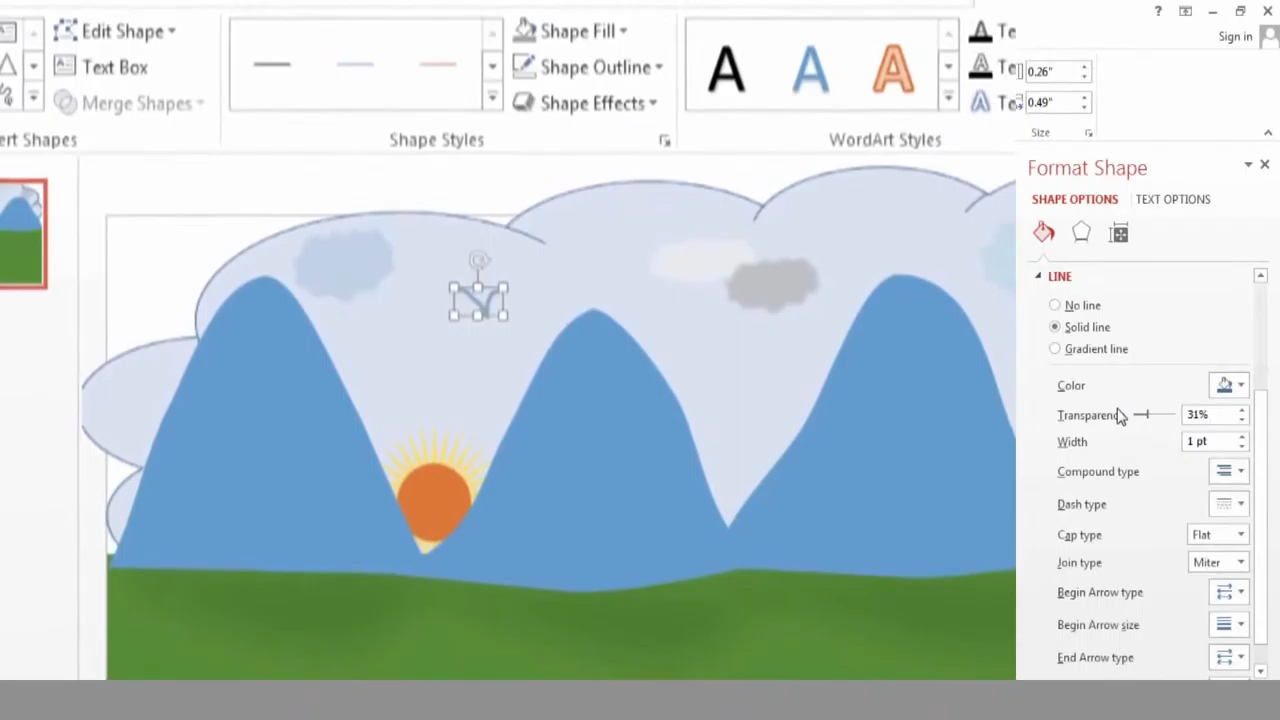 ?
Sign in
Edit Shape
Text Box
Merge Shapes
ert Shapes
Shape Fill
Shape Outline
Shape Effects
Shape Styles
A A A
Te
Te
Te
WordArt Styles
0.26"
0.49"
Size
Format Shape
SHAPE OPTIONS TEXT OPTIONS
LINE
No line
Solid line
Gradient line
Color
Transparenc 31%
Width 1 pt
Compound type
Dash type
Cap type Flat
Join type Miter
Begin Arrow type
Begin Arrow size
End Arrow type